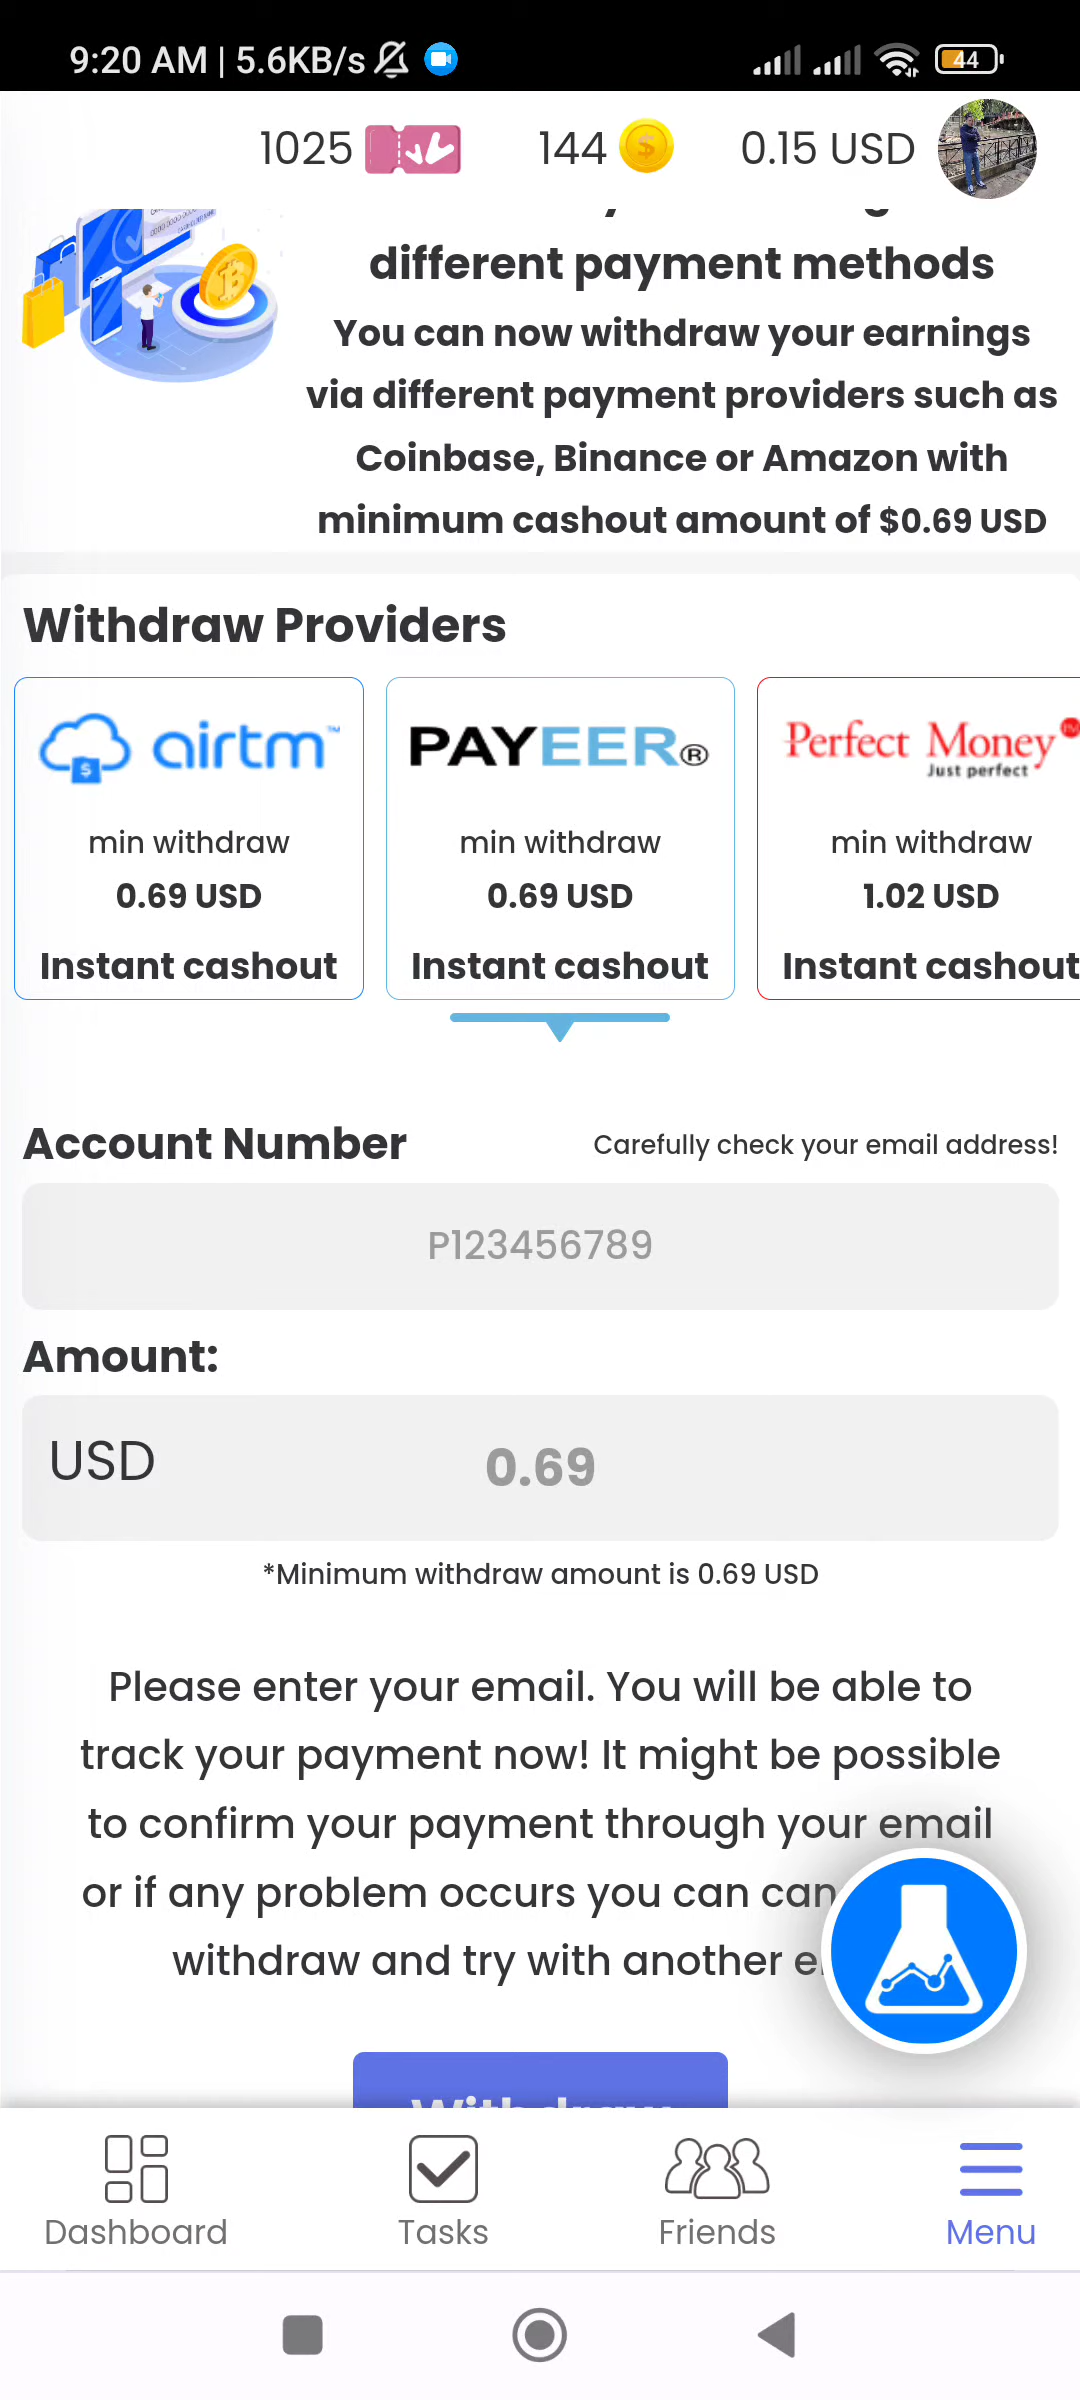 9:20 AM | 5.6KB/s
44
1025 144 0.15 USD
different payment methods
You can now withdraw your earnings
via different payment providers such as
Coinbase, Binance or Amazon with
minimum cashout amount of $0.69 USD
Withdraw Providers
airtm™
min withdraw
0.69 USD
Instant cashout
PAYEER®
min withdraw
0.69 USD
Instant cashout
Perfect Money PM
Just perfect
min withdraw
1.02 USD
Instant cashout
Account Number
Carefully check your email address!
P123456789
Amount:
USD 0.69
*Minimum withdraw amount is 0.69 USD
Please enter your email. You will be able to
track your payment now! It might be possible
to confirm your payment through your email
or if any problem occurs you can
withdraw and try with another
Withdraw
Dashboard Tasks Friends Menu